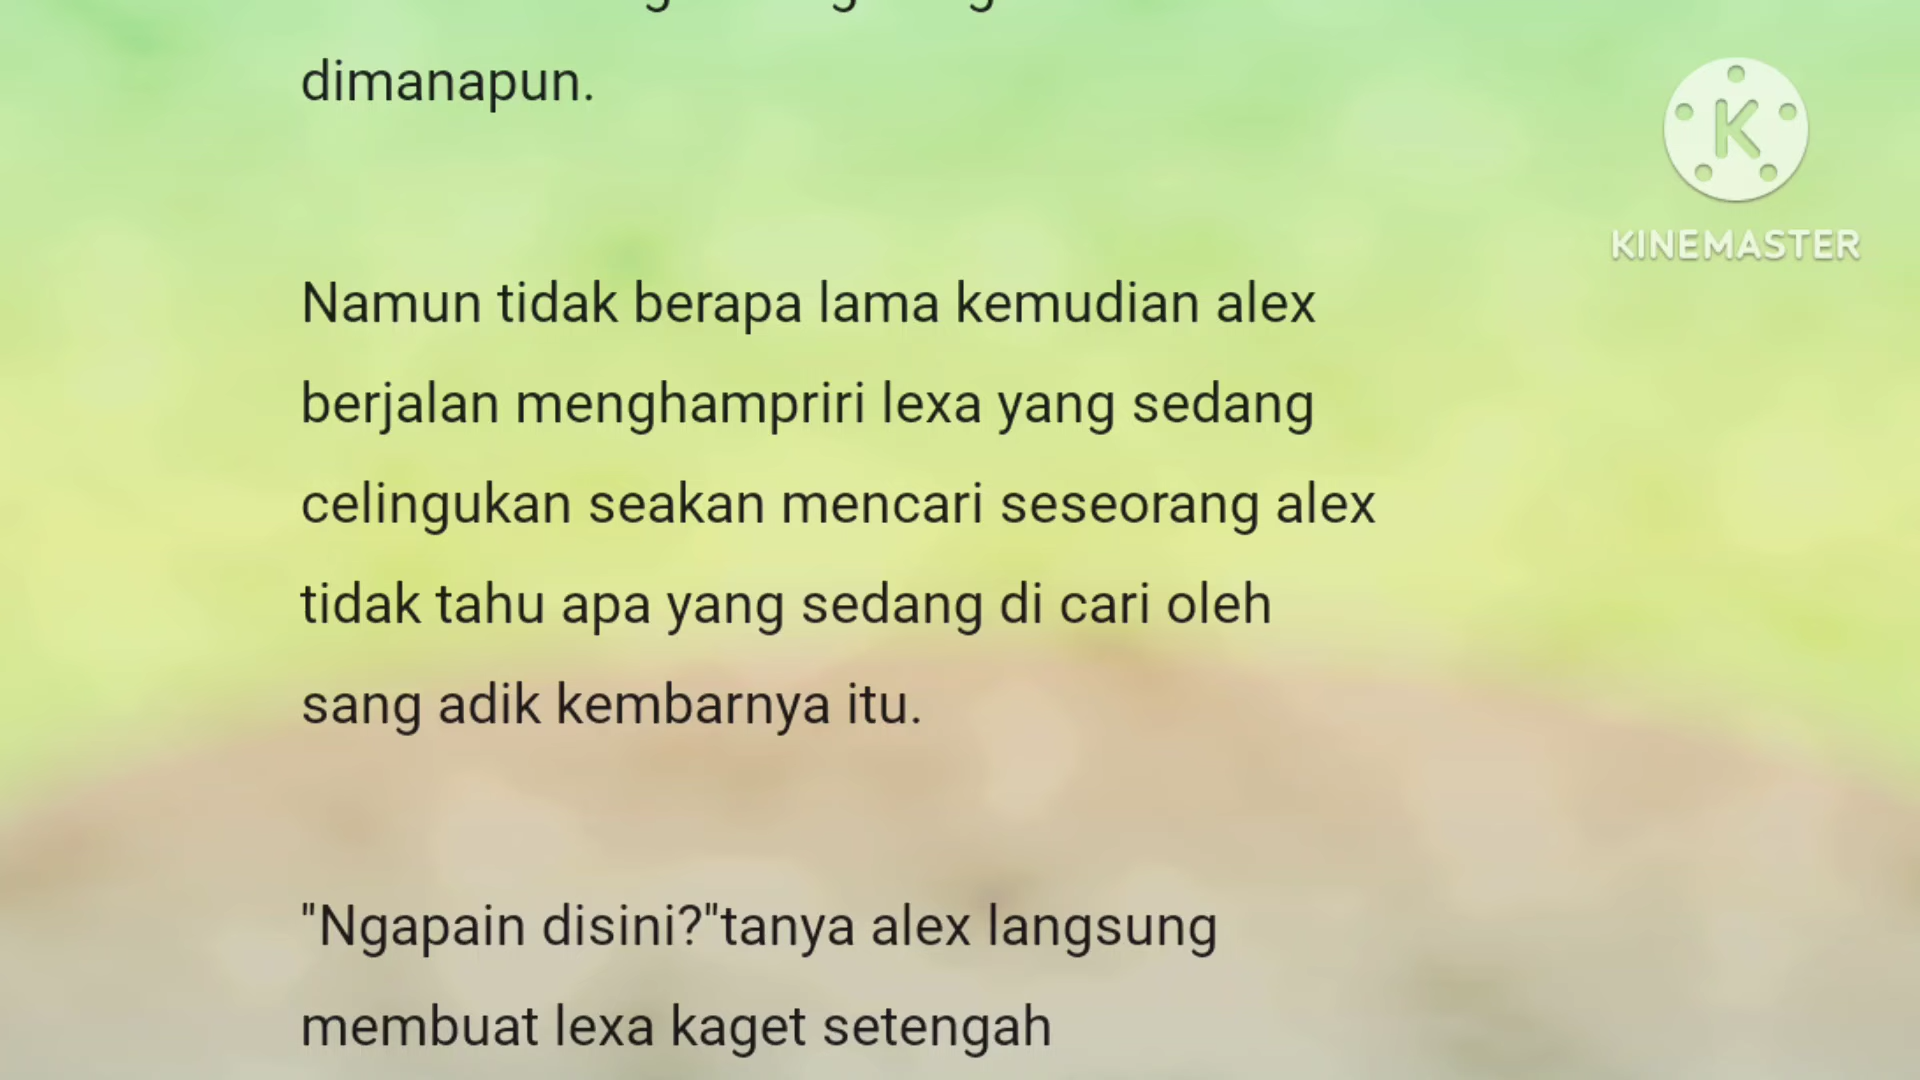 dimanapun.
K
KINEMASTER
Namun tidak berapa lama kemudian alex
berjalan menghampriri lexa yang sedang
celingukan seakan mencari seseorang alex
tidak tahu apa yang sedang di cari oleh
sang adik kembarnya itu.
"Ngapain disini?"tanya alex langsung
membuat lexa kaget setengah